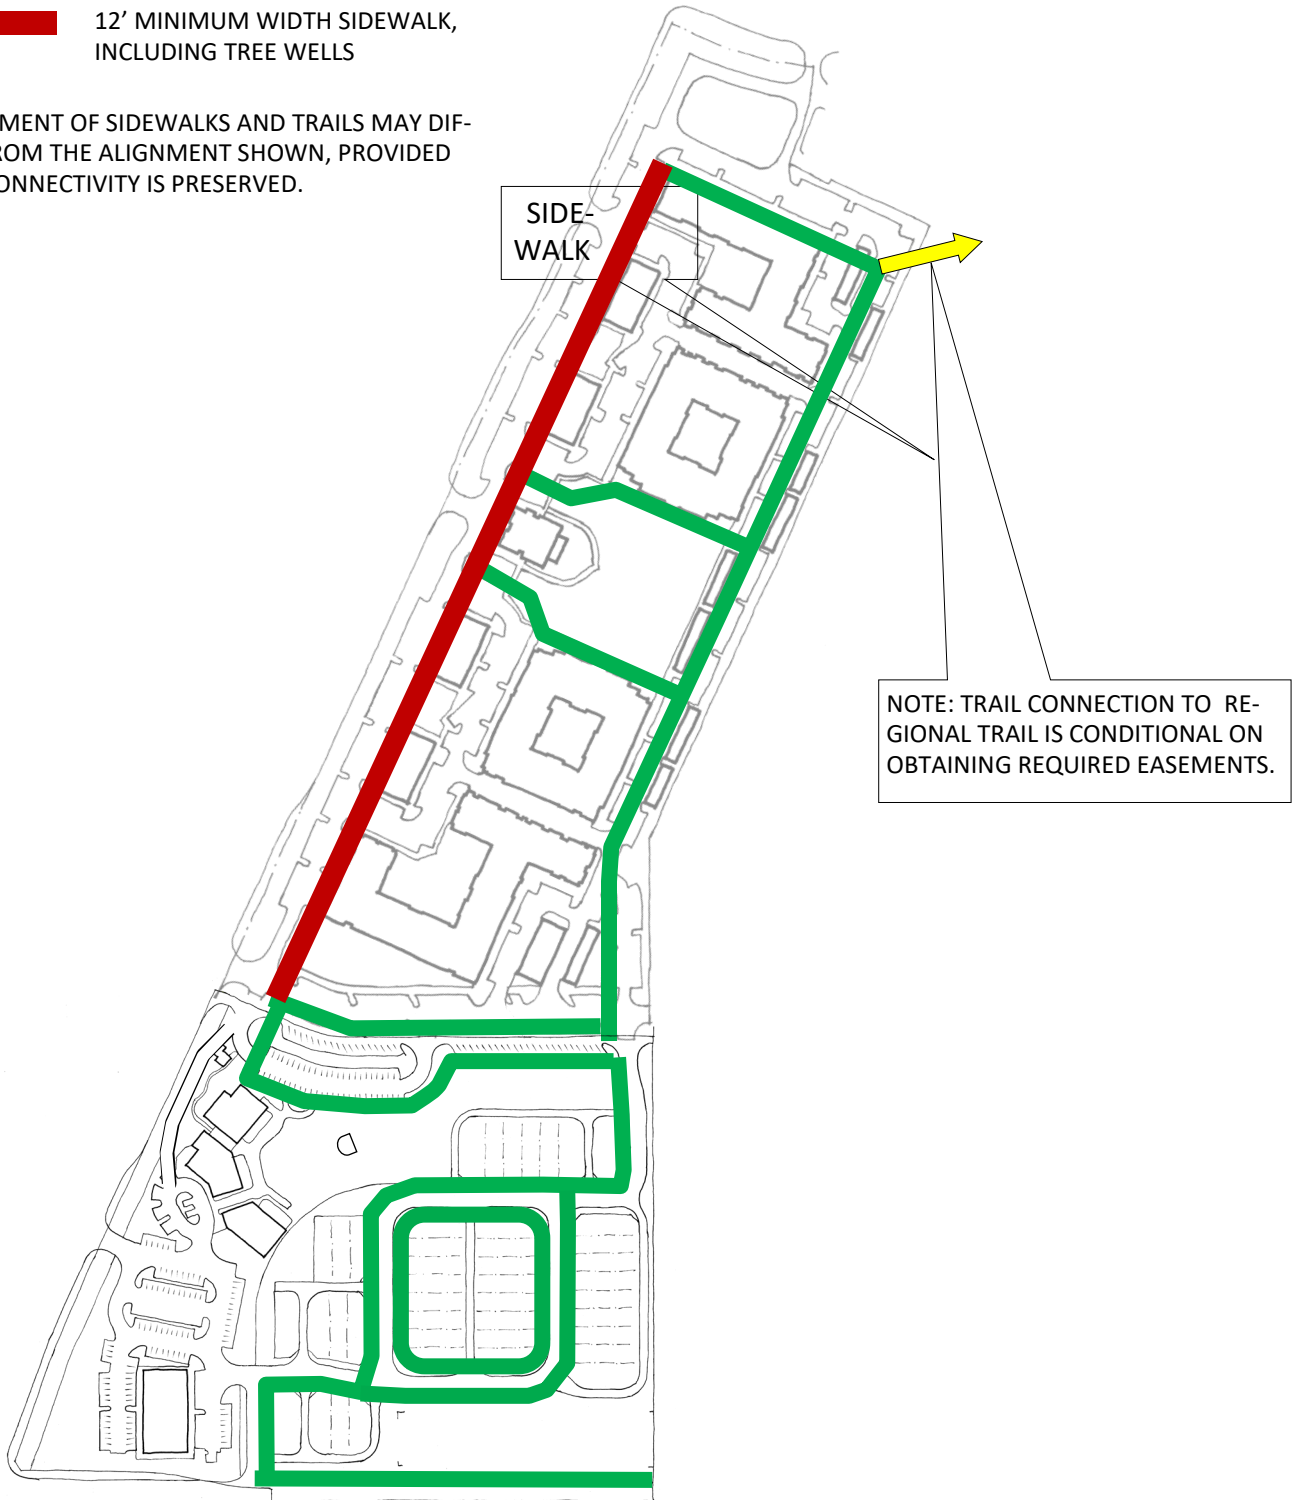 12’ MINIMUM WIDTH SIDEWALK,
INCLUDING TREE WELLS
MENT OF SIDEWALKS AND TRAILS MAY DIF-
ROM THE ALIGNMENT SHOWN, PROVIDED
ONNECTIVITY IS PRESERVED.
SIDE-
WALK
NOTE: TRAIL CONNECTION TO RE-
GIONAL TRAIL IS CONDITIONAL ON
OBTAINING REQUIRED EASEMENTS.